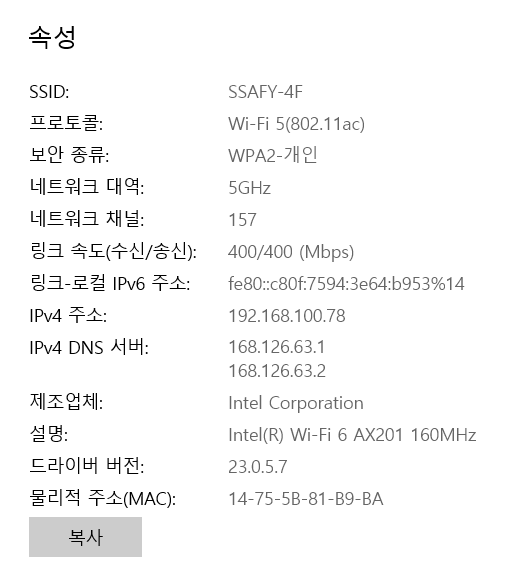 속성
SSID: SSAFY-4F
프로토콜: Wi-Fi 5(802.11ac)
보안 종류: WPA2-개인
네트워크 대역: 5GHz
네트워크 채널: 157
링크 속도(수신/송신): 400/400 (Mbps)
링크-로컬 IPv6 주소: fe80::c80f:7594:3e64:b953%14
IPv4 주소: 192.168.100.78
IPv4 DNS 서버: 168.126.63.1
168.126.63.2
제조업체: Intel Corporation
설명: Intel(R) Wi-Fi 6 AX201 160MHz
드라이버 버전: 23.0.5.7
물리적 주소(MAC): 14-75-5B-81-B9-BA
복사